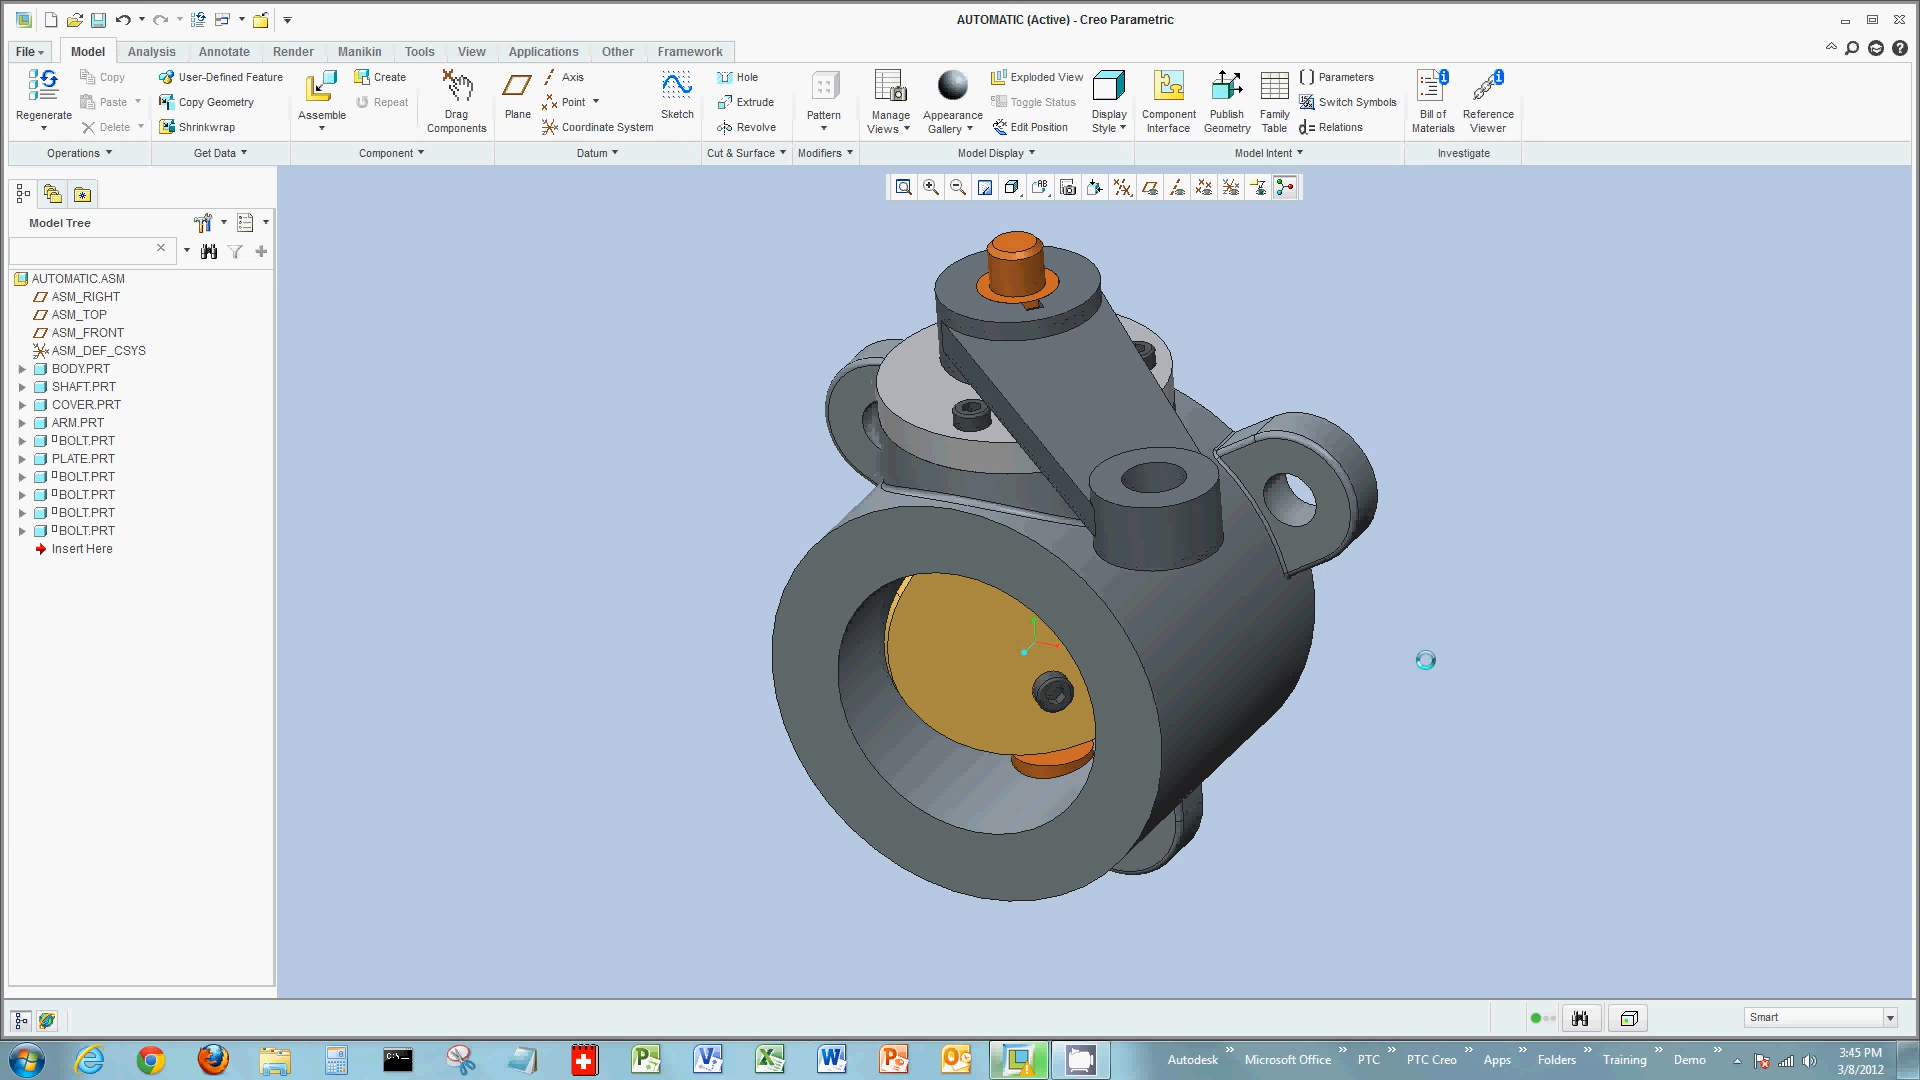 AUTOMATIC (Active) - Creo Parametric
File
Model
Analysis
Annotate
Render
Manikin
Tools
View
Applications
Other
Framework
Regenerate
Copy
Paste
Delete
Operations
User-Defined Feature
Copy Geometry
Shrinkwrap
Get Data
Assemble
Create
Repeat
Drag
Components
Component
Plane
Axis
Point
Coordinate System
Sketch
Datum
Hole
Extrude
Revolve
Cut & Surface
Pattern
Modifiers
Manage
Views
Appearance
Gallery
Exploded View
Toggle Status
Edit Position
Display
Style
Model Display
Component
Interface
Publish
Geometry
Family
Table
Parameters
Switch Symbols
Relations
Model Intent
Bill of
Materials
Reference
Viewer
Investigate
Model Tree
AUTOMATIC.ASM
ASM_RIGHT
ASM_TOP
ASM_FRONT
ASM_DEF_CSYS
BODY.PRT
SHAFT.PRT
COVER.PRT
ARM.PRT
BOLT.PRT
PLATE.PRT
BOLT.PRT
BOLT.PRT
BOLT.PRT
BOLT.PRT
Insert Here
Smart
Autodesk
Microsoft Office
PTC
PTC Creo
Apps
Folders
Training
Demo
3:45 PM
3/8/2012